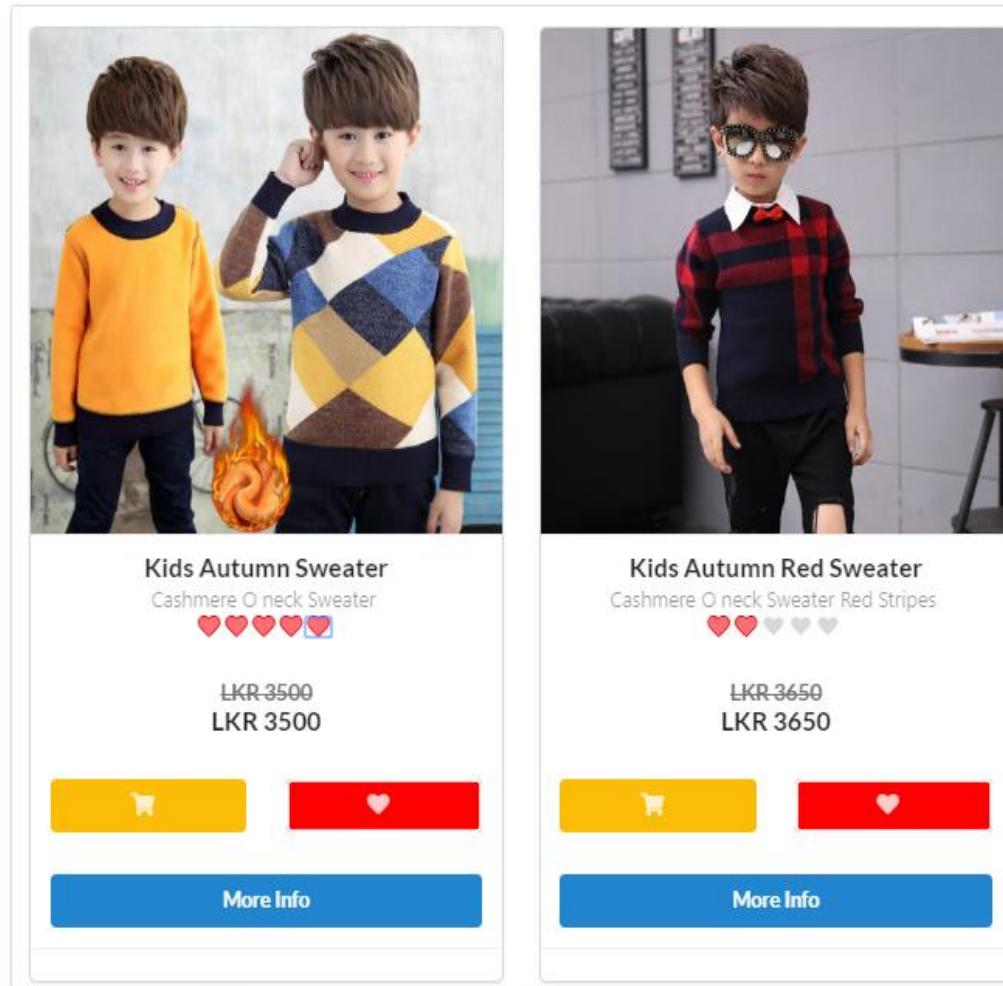 Kids Autumn Sweater
Cashmere O neck Sweater
LKR 3500
LKR 3500
More Info
Kids Autumn Red Sweater
Cashmere O neck Sweater Red Stripes
LKR 3650
LKR 3650
More Info